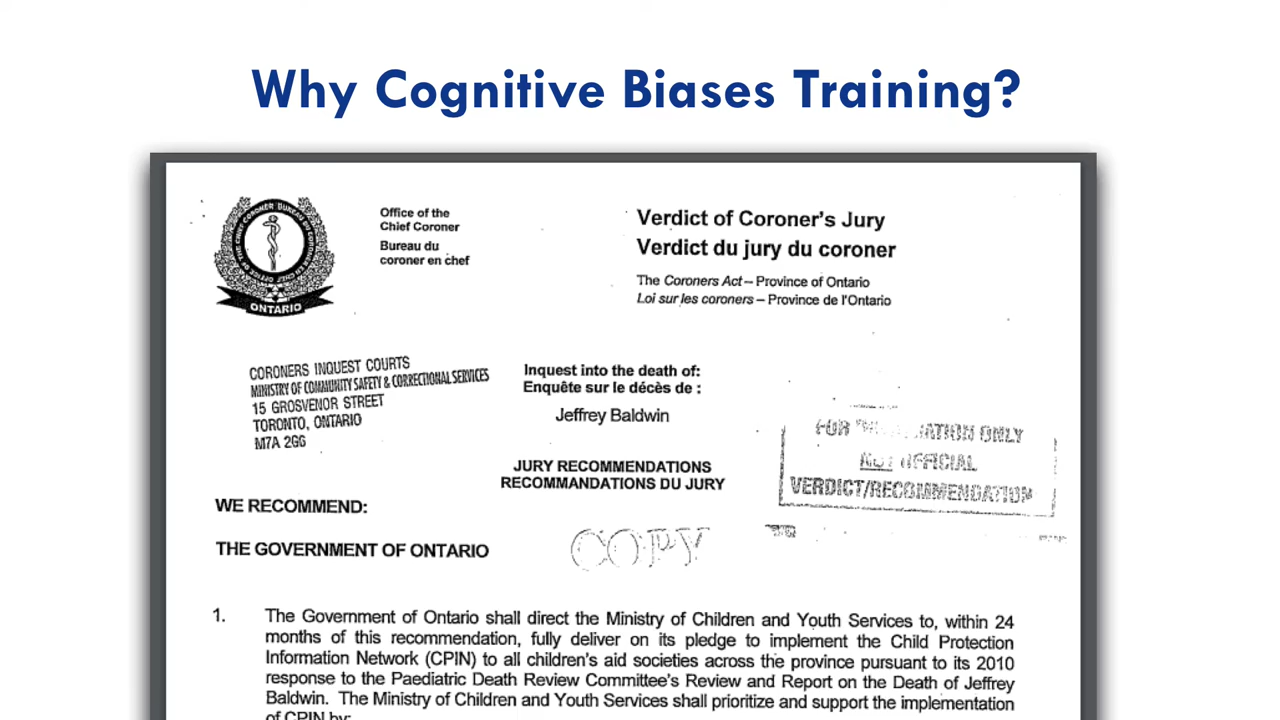 Why Cognitive Biases Training?
Office of the
Chief Coroner
Bureau du
coroner en chef
Verdict of Coroner's Jury
Verdict du jury du coroner
The Coroners Act – Province of Ontario
Loi sur les coroners – Province de l'Ontario
ONTARIO
CORONERS INQUEST COURTS
MINISTRY OF COMMUNITY SAFETY & CORRECTIONAL SERVICES
15 GROSVENOR STREET
TORONTO, ONTARIO
M7A 2G6
Inquest into the death of:
Enquête sur le décès de :
Jeffrey Baldwin
FOR ONLY
NOT OFFICIAL
VERDICT/RECOMMENDATION
JURY RECOMMENDATIONS
RECOMMANDATIONS DU JURY
WE RECOMMEND:
COPY
THE GOVERNMENT OF ONTARIO
1. The Government of Ontario shall direct the Ministry of Children and Youth Services to, within 24
months of this recommendation, fully deliver on its pledge to implement the Child Protection
Information Network (CPIN) to all children's aid societies across the province pursuant to its 2010
response to the Paediatric Death Review Committee's Review and Report on the Death of Jeffrey
Baldwin. The Ministry of Children and Youth Services shall prioritize and support the implementation
of CPIN by: